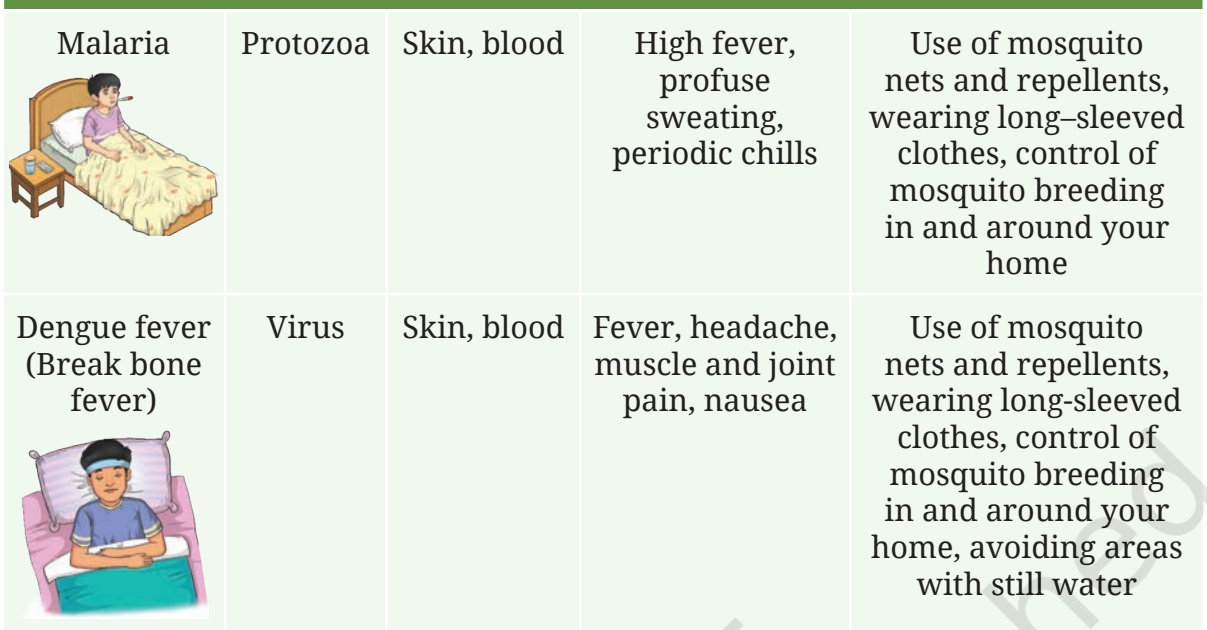 Malaria
Protozoa
Skin, blood
High fever,
profuse
sweating,
periodic chills
Use of mosquito
nets and repellents,
wearing long–sleeved
clothes, control of
mosquito breeding
in and around your
home
Dengue fever
(Break bone
fever)
Virus
Skin, blood
Fever, headache,
muscle and joint
pain, nausea
Use of mosquito
nets and repellents,
wearing long-sleeved
clothes, control of
mosquito breeding
in and around your
home, avoiding areas
with still water